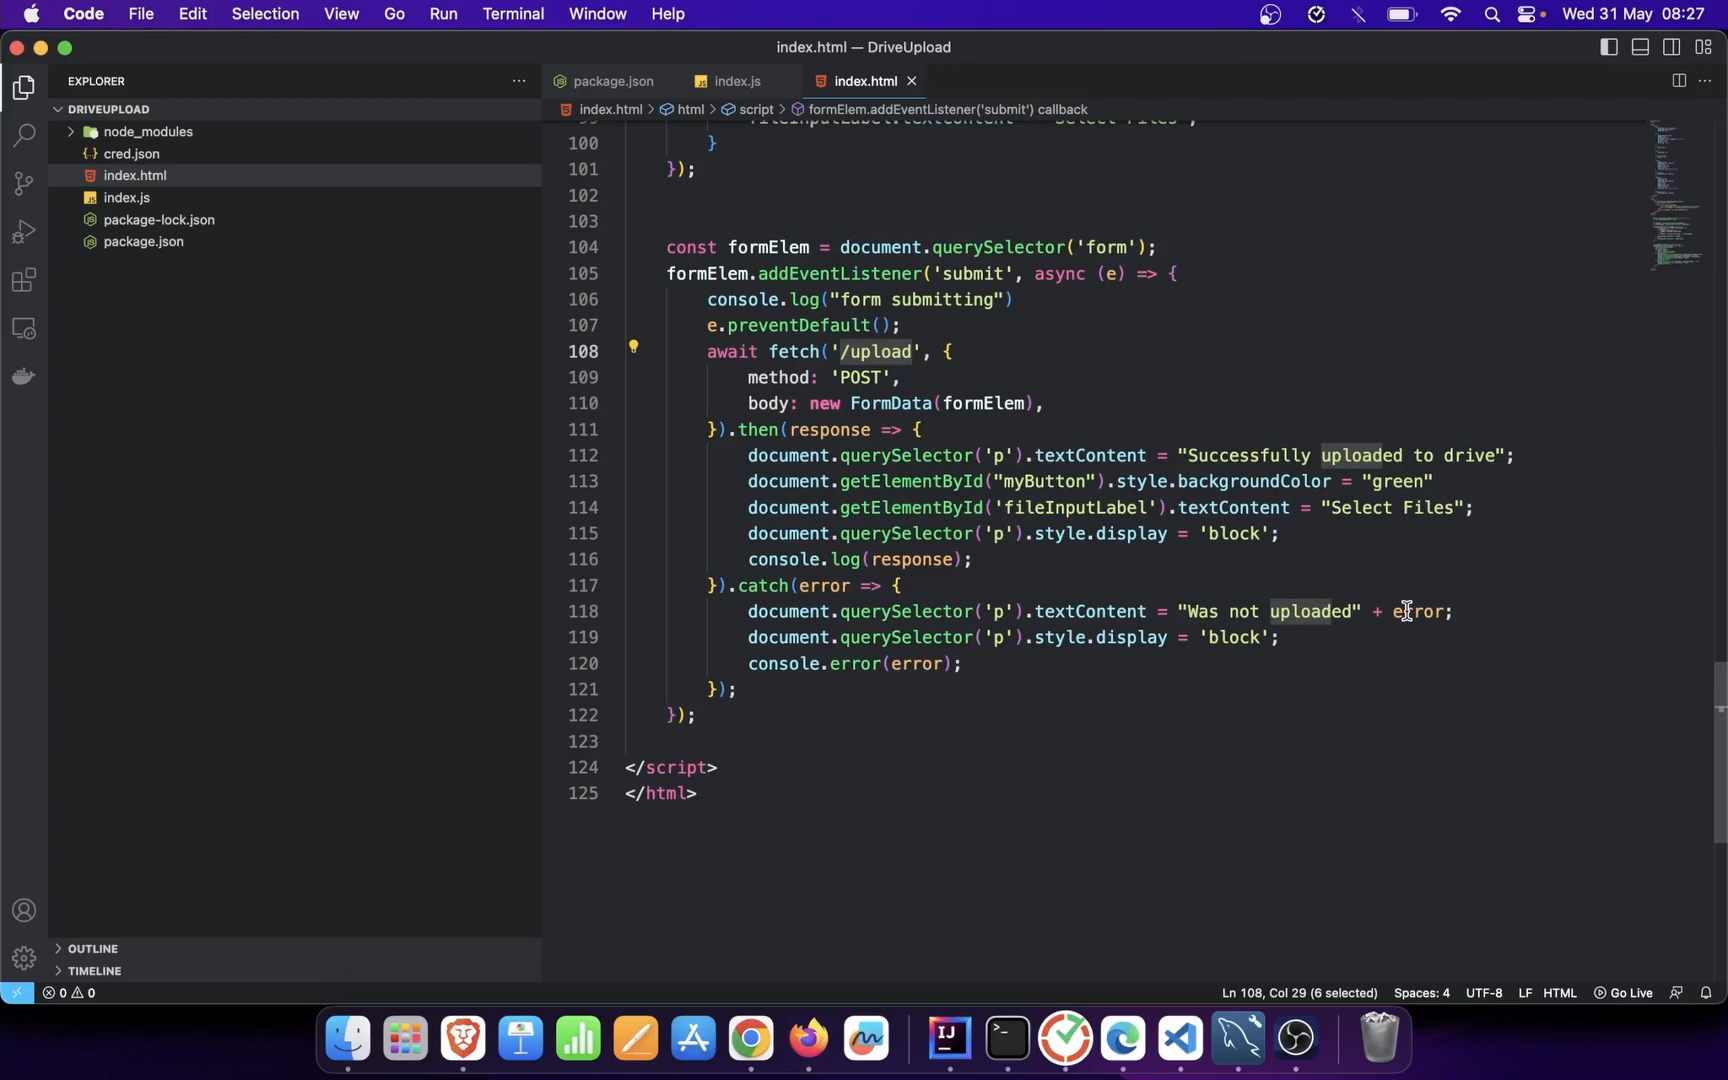 Code File Edit Selection View Go Run Terminal Window Help Wed 31 May 08:27
index.html — DriveUpload
EXPLORER
DRIVEUPLOAD
node_modules
cred.json
index.html
index.js
package-lock.json
package.json
OUTLINE
TIMELINE
package.json index.js index.html
index.html > html > script > formElem.addEventListener('submit') callback
100 }
101 });
102
103
104 const formElem = document.querySelector('form');
105 formElem.addEventListener('submit', async (e) => {
106 console.log("form submitting")
107 e.preventDefault();
108 await fetch('/upload', {
109 method: 'POST',
110 body: new FormData(formElem),
111 }).then(response => {
112 document.querySelector('p').textContent = "Successfully uploaded to drive";
113 document.getElementById("myButton").style.backgroundColor = "green"
114 document.getElementById('fileInputLabel').textContent = "Select Files";
115 document.querySelector('p').style.display = 'block';
116 console.log(response);
117 }).catch(error => {
118 document.querySelector('p').textContent = "Was not uploaded" + error;
119 document.querySelector('p').style.display = 'block';
120 console.error(error);
121 });
122 });
123
124 </script>
125 </html>
0 0 Ln 108, Col 29 (6 selected) Spaces: 4 UTF-8 LF HTML Go Live